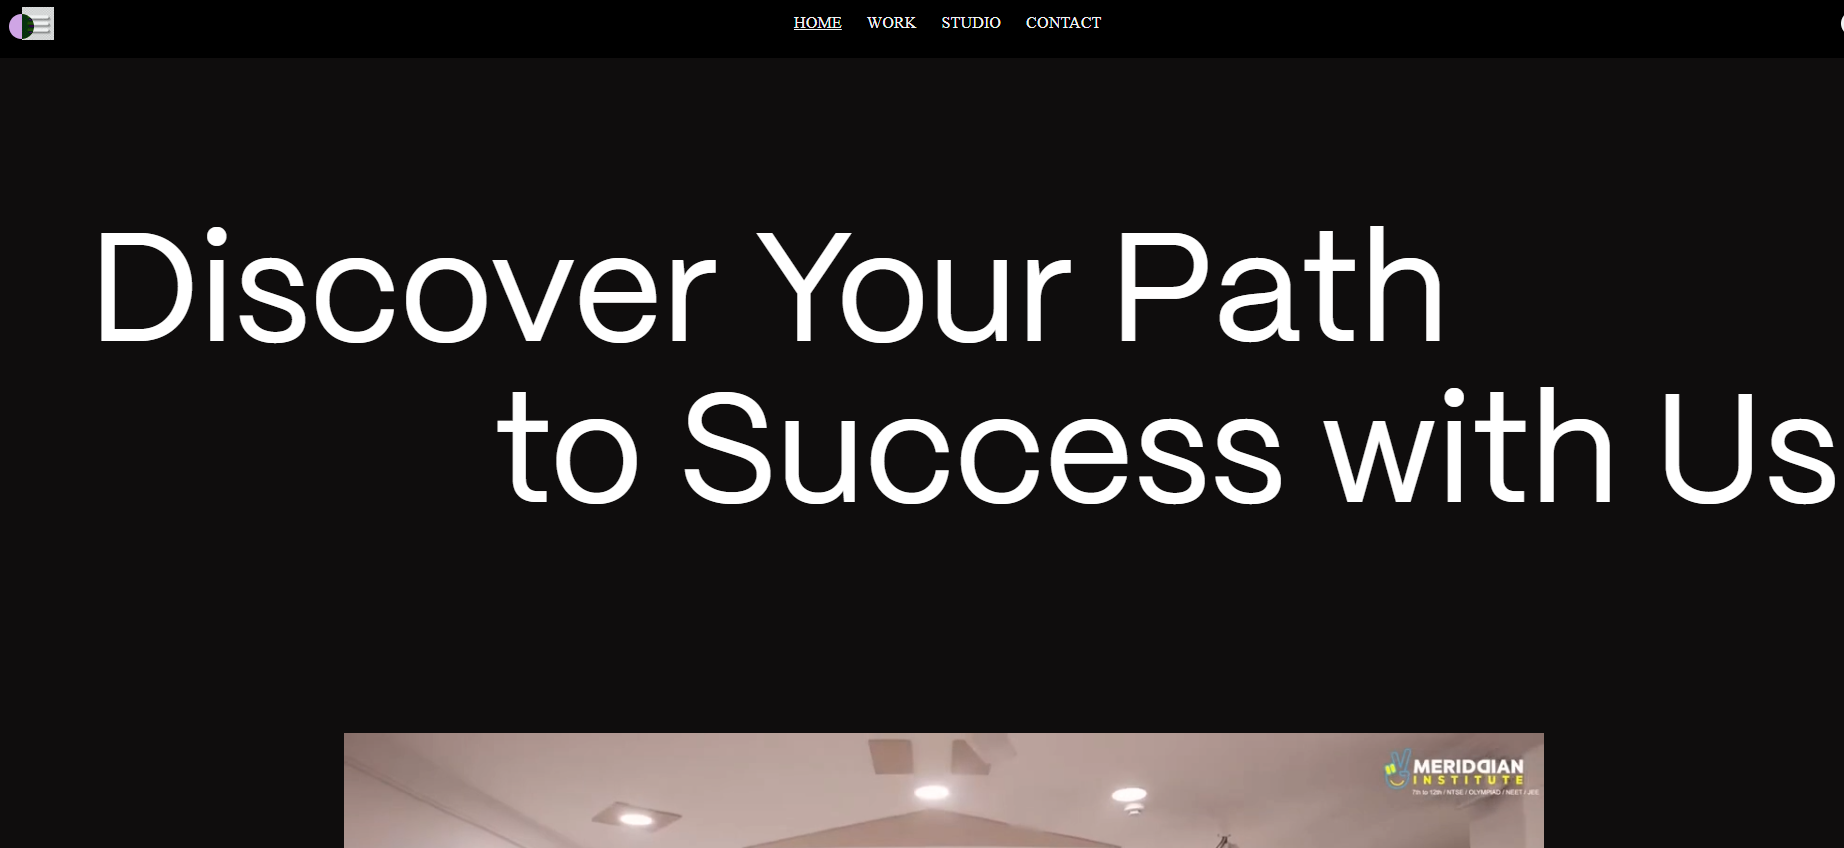 HOME WORK STUDIO CONTACT
Discover Your Path
to Success with Us
MERIDDIAN
INSTITUTE
7th to 12th / NTSE / OLYMPIAD / NEET / JEE